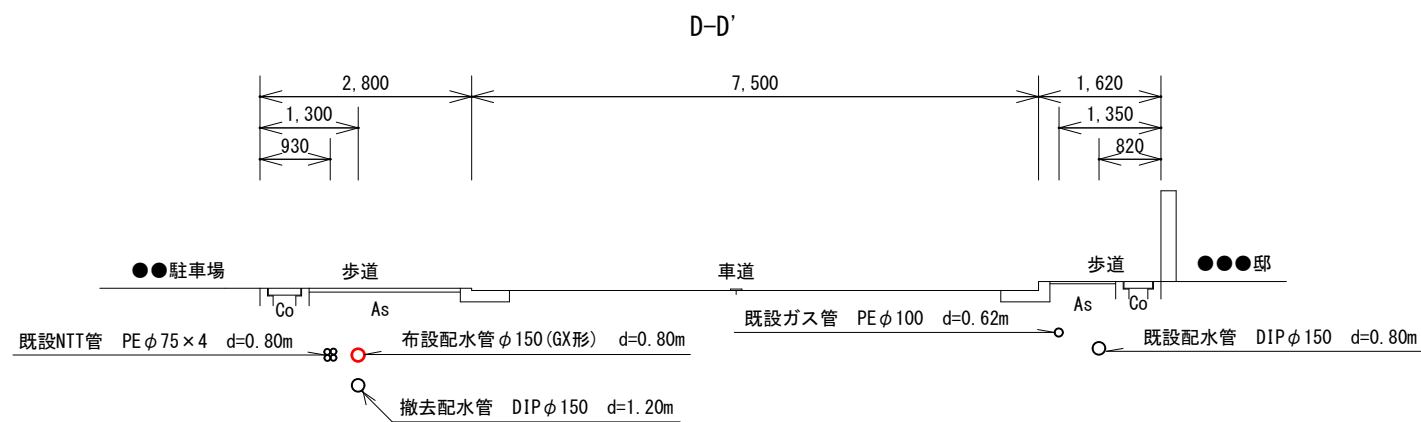 D-D'
2,800 7,500 1,620
1,300 1,350
930 820
●●駐車場 歩道 車道 歩道 ●●●邸
Co As As Co
既設ガス管 PEφ100 d=0.62m
既設NTT管 PEφ75×4 d=0.80m 布設配水管φ150(GX形) d=0.80m 既設配水管 DIPφ150 d=0.80m
撤去配水管 DIPφ150 d=1.20m